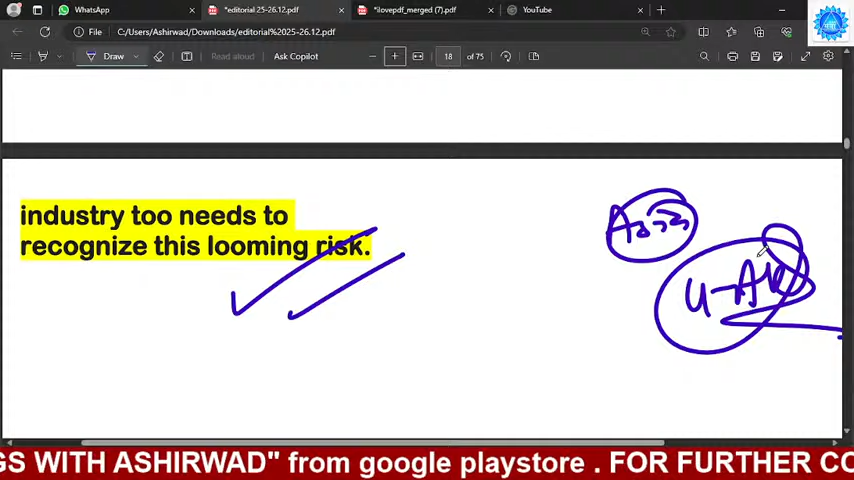 WhatsApp
*editorial 25-26.12.pdf
*ilovepdf_merged (7).pdf
YouTube
File
C:/Users/Ashirwad/Downloads/editorial%2025-26.12.pdf
Draw
Read aloud
Ask Copilot
18
of 75
industry too needs to
recognize this looming risk.
GS WITH ASHIRWAD" from google playstore . FOR FURTHER CO